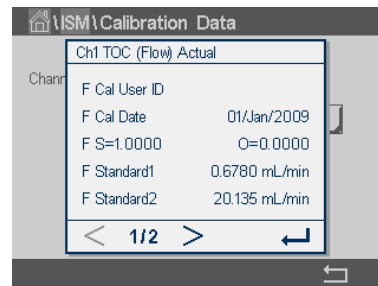 \ISM\Calibration Data
Ch1 TOC (Flow) Actual
Chann
F Cal User ID
F Cal Date 01/Jan/2009
F S=1.0000 O=0.0000
F Standard1 0.6780 mL/min
F Standard2 20.135 mL/min
< 1/2 >